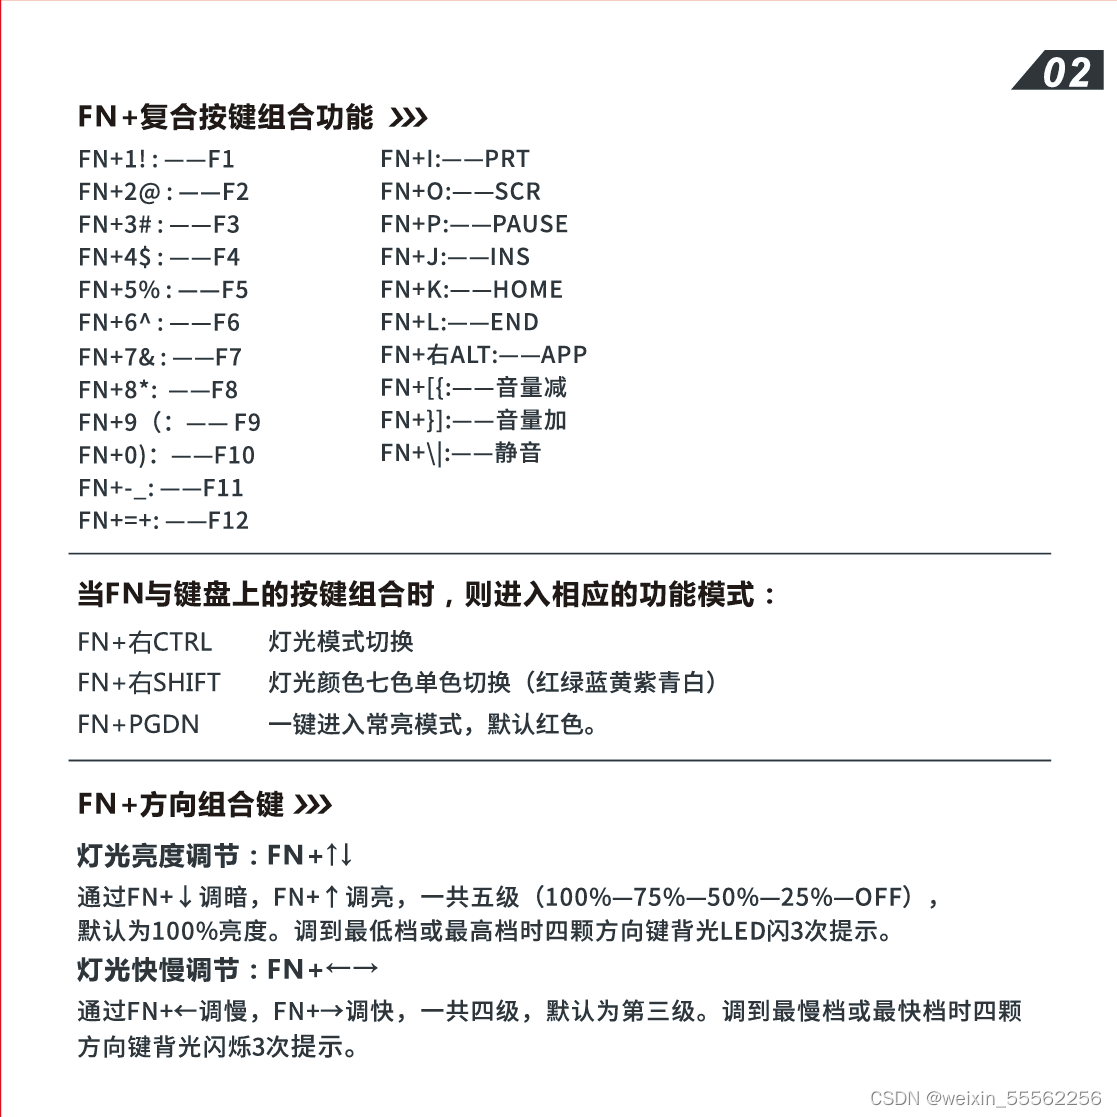 02
FN+复合按键组合功能 >>>
FN+1! : ——F1
FN+2@ : ——F2
FN+3# : ——F3
FN+4$ : ——F4
FN+5% : ——F5
FN+6^ : ——F6
FN+7& : ——F7
FN+8*: ——F8
FN+9（: —— F9
FN+0)： ——F10
FN+-_: ——F11
FN+=+: ——F12
FN+I:——PRT
FN+O:——SCR
FN+P:——PAUSE
FN+J:——INS
FN+K:——HOME
FN+L:——END
FN+右ALT:——APP
FN+[{:——音量减
FN+}]:——音量加
FN+\|:——静音
当FN与键盘上的按键组合时，则进入相应的功能模式：
FN+右CTRL 灯光模式切换
FN+右SHIFT 灯光颜色七色单色切换（红绿蓝黄紫青白）
FN+PGDN 一键进入常亮模式，默认红色。
FN+方向组合键 >>>
灯光亮度调节：FN+↑↓
通过FN+↓调暗，FN+↑调亮，一共五级（100%—75%—50%—25%—OFF），
默认为100%亮度。调到最低档或最高档时四颗方向键背光LED闪3次提示。
灯光快慢调节：FN+←→
通过FN+←调慢，FN+→调快，一共四级，默认为第三级。调到最慢档或最快档时四颗
方向键背光闪烁3次提示。
CSDN @weixin_55562256